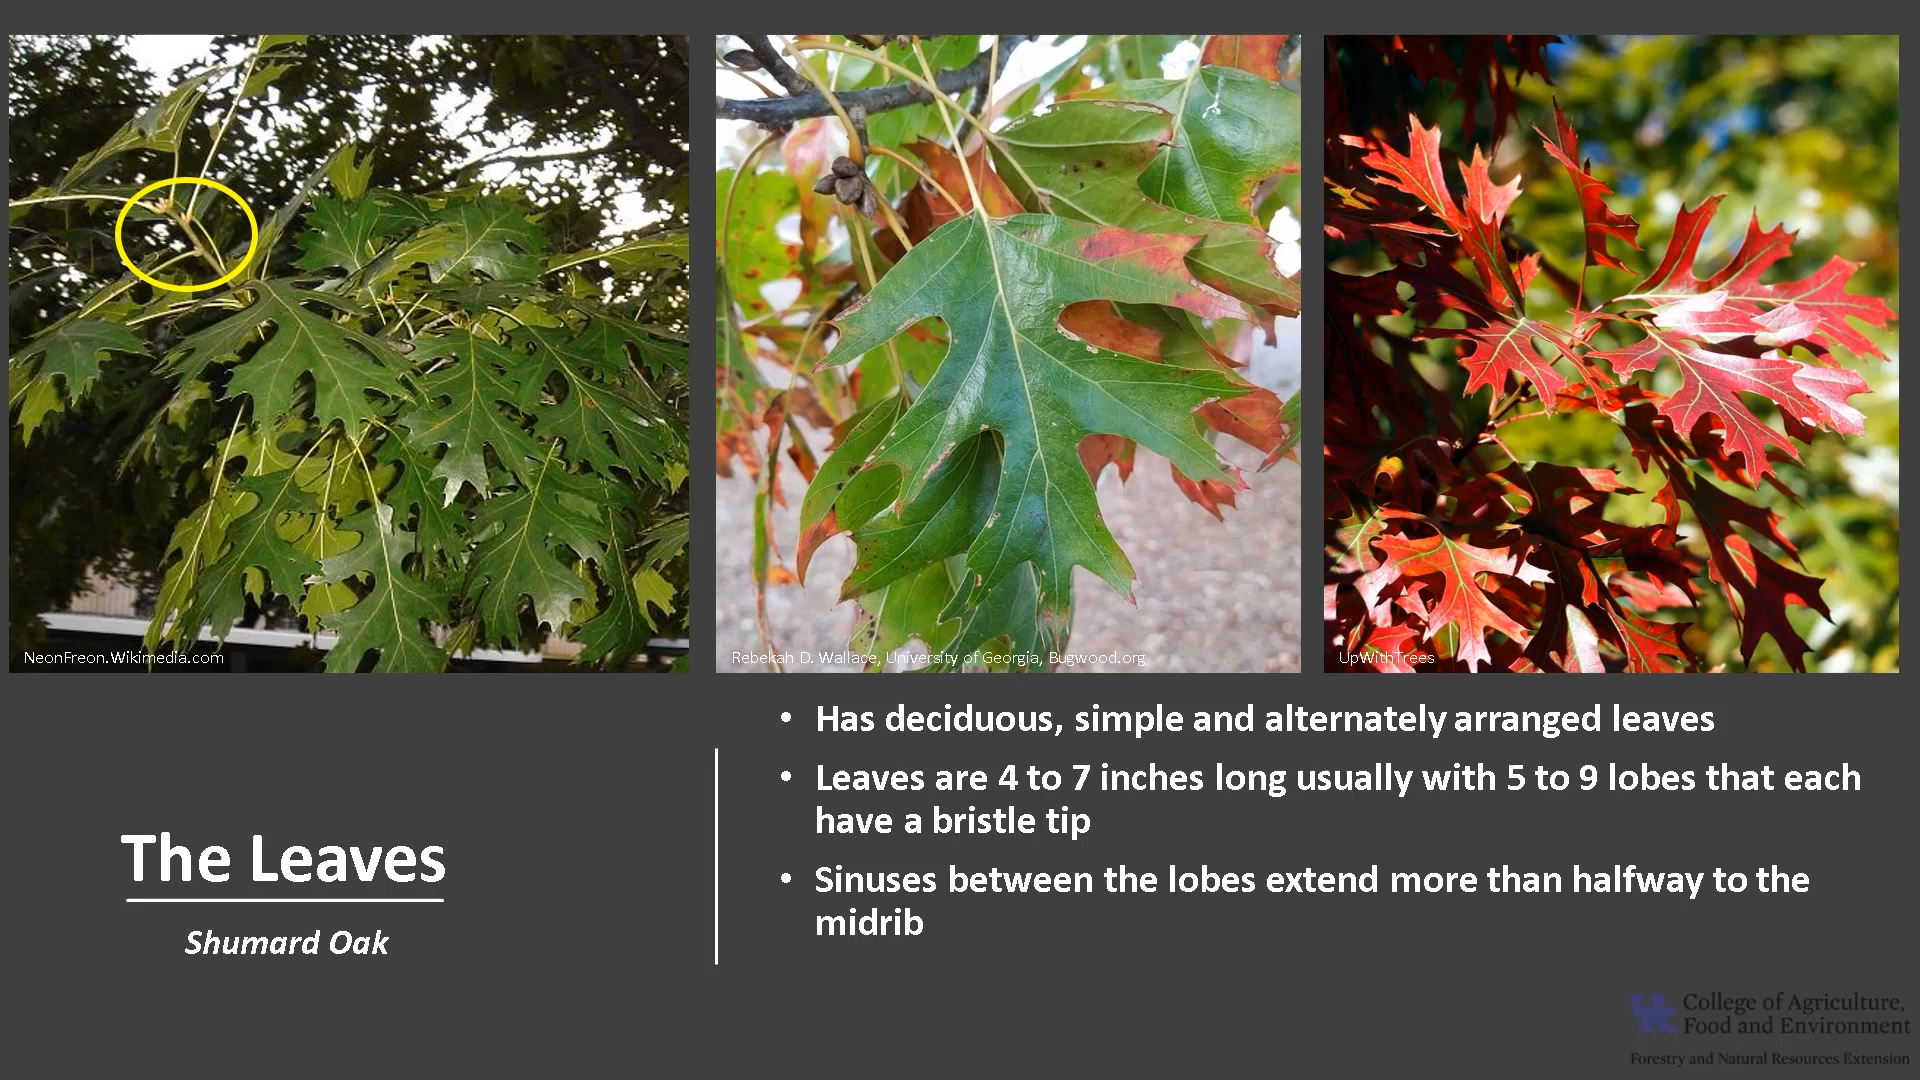 NeonFreon.Wikimedia.com
Rebekah D. Wallace, University of Georgia, Bugwood.org
UpWithTrees
The Leaves
Shumard Oak
• Has deciduous, simple and alternately arranged leaves
• Leaves are 4 to 7 inches long usually with 5 to 9 lobes that each
have a bristle tip
• Sinuses between the lobes extend more than halfway to the
midrib
UK College of Agriculture,
Food and Environment
Forestry and Natural Resources Extension